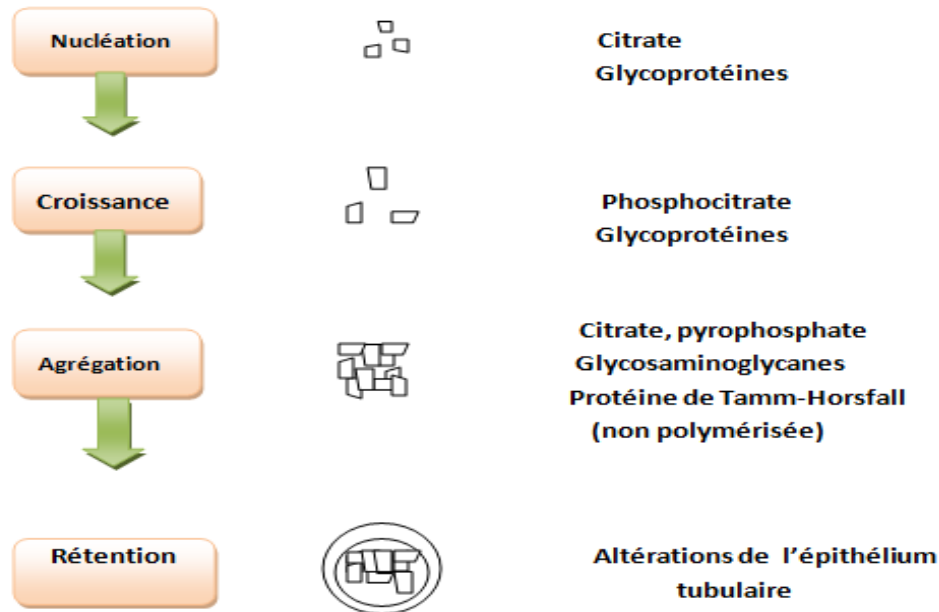 Nucléation
Citrate
Glycoprotéines
Croissance
Phosphocitrate
Glycoprotéines
Agrégation
Citrate, pyrophosphate
Glycosaminoglycanes
Protéine de Tamm-Horsfall
(non polymérisée)
Rétention
Altérations de l'épithélium
tubulaire